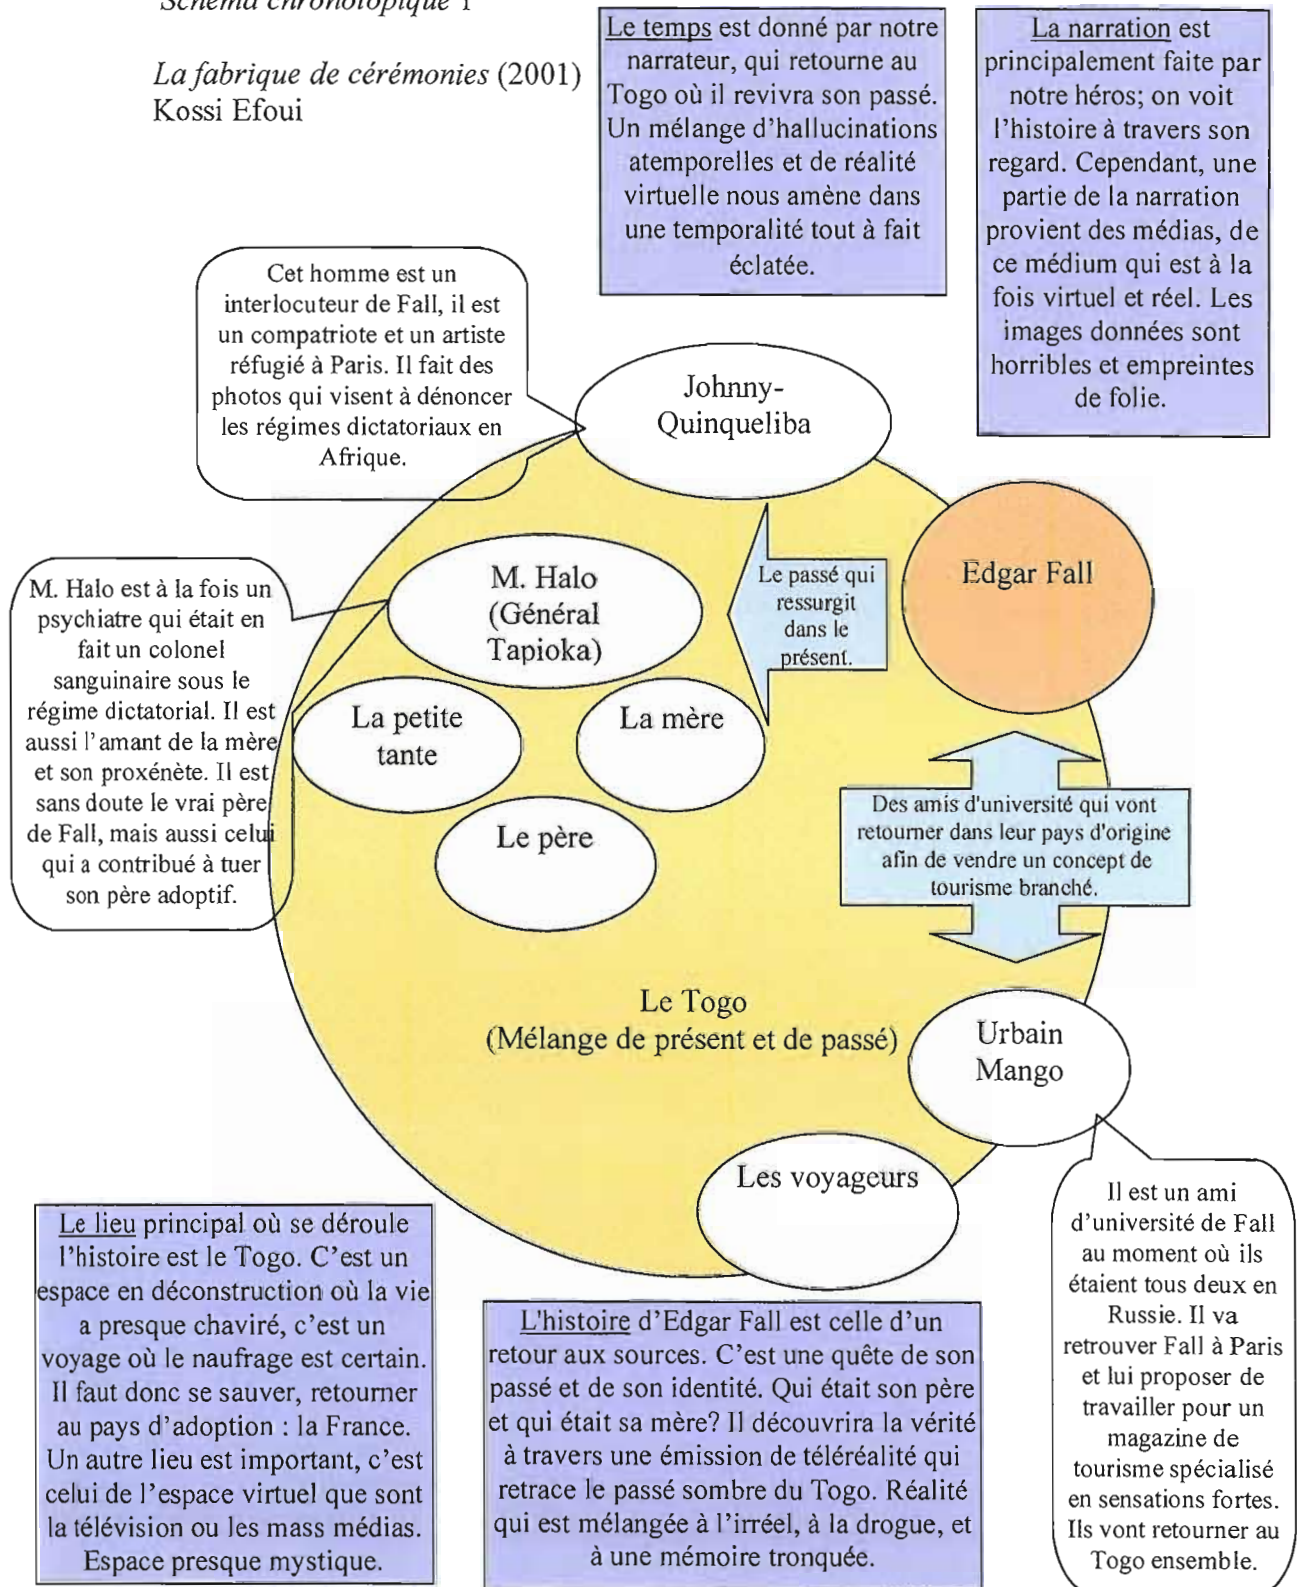 Schéma chronotopique 1
La fabrique de cérémonies (2001)
Kossi Efoui
Le temps est donné par notre
narrateur, qui retourne au
Togo où il revivra son passé.
Un mélange d'hallucinations
atemporelles et de réalité
virtuelle nous amène dans
une temporalité tout à fait
éclatée.
La narration est
principalement faite par
notre héros; on voit
l'histoire à travers son
regard. Cependant, une
partie de la narration
provient des médias, de
ce médium qui est à la
fois virtuel et réel. Les
images données sont
horribles et empreintes
de folie.
Cet homme est un
interlocuteur de Fall, il est
un compatriote et un artiste
réfugié à Paris. Il fait des
photos qui visent à dénoncer
les régimes dictatoriaux en
Afrique.
Johnny-
Quinqueliba
M. Halo est à la fois un
psychiatre qui était en
fait un colonel
sanguinaire sous le
régime dictatorial. Il est
aussi l'amant de la mère
et son proxénète. Il est
sans doute le vrai père
de Fall, mais aussi celui
qui a contribué à tuer
son père adoptif.
M. Halo
(Général
Tapioka)
Le passé qui
ressurgit
dans le
présent.
Edgar Fall
La petite
tante
La mère
Le père
Des amis d'université qui vont
retourner dans leur pays d'origine
afin de vendre un concept de
tourisme branché.
Le Togo
(Mélange de présent et de passé)
Urbain
Mango
Les voyageurs
Il est un ami
d'université de Fall
au moment où ils
étaient tous deux en
Russie. Il va
retrouver Fall à Paris
et lui proposer de
travailler pour un
magazine de
tourisme spécialisé
en sensations fortes.
Ils vont retourner au
Togo ensemble.
Le lieu principal où se déroule
l'histoire est le Togo. C'est un
espace en déconstruction où la vie
a presque chaviré, c'est un
voyage où le naufrage est certain.
Il faut donc se sauver, retourner
au pays d'adoption : la France.
Un autre lieu est important, c'est
celui de l'espace virtuel que sont
la télévision ou les mass médias.
Espace presque mystique.
L'histoire d'Edgar Fall est celle d'un
retour aux sources. C'est une quête de son
passé et de son identité. Qui était son père
et qui était sa mère? Il découvrira la vérité
à travers une émission de téléréalité qui
retrace le passé sombre du Togo. Réalité
qui est mélangée à l'irréel, à la drogue, et
à une mémoire tronquée.